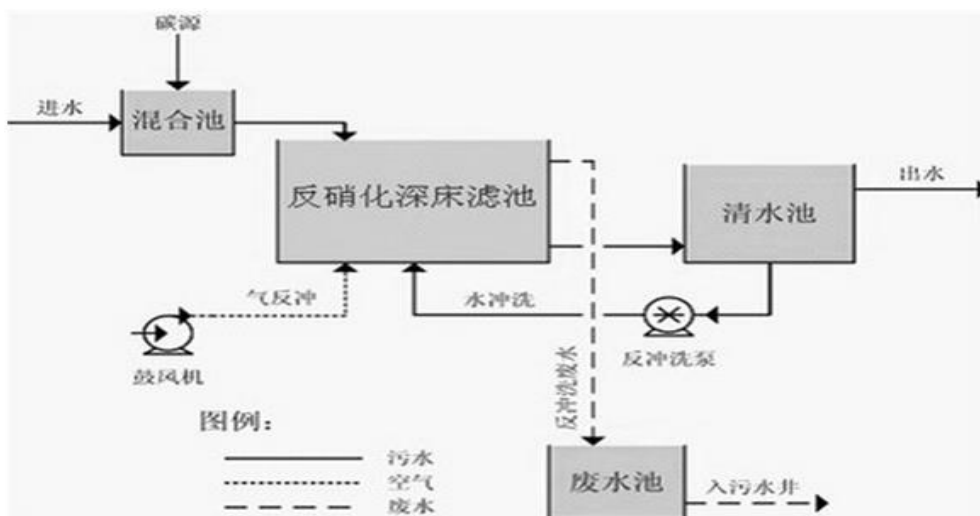 碳源
进水
混合池
反硝化深床滤池
清水池
出水
气反冲
水冲洗
鼓风机
反冲洗泵
反冲洗废水
图例：
污水
空气
废水
废水池
入污水井